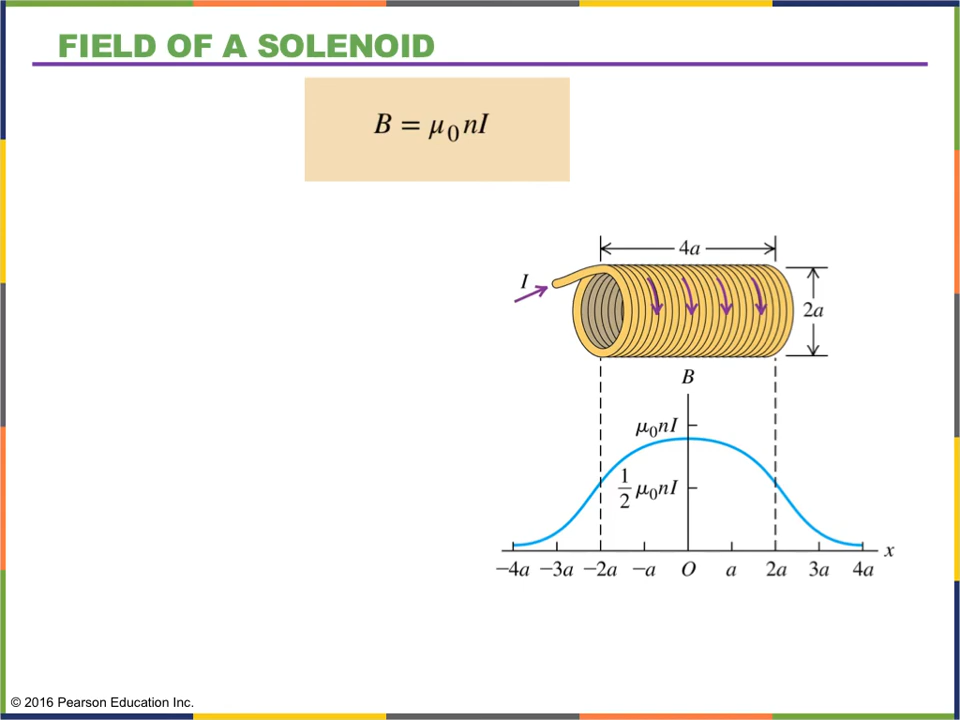 FIELD OF A SOLENOID
B = μ₀nI
4a
I
2a
B
μ₀nI
1/2 μ₀nI
x
−4a −3a −2a −a O a 2a 3a 4a
© 2016 Pearson Education Inc.